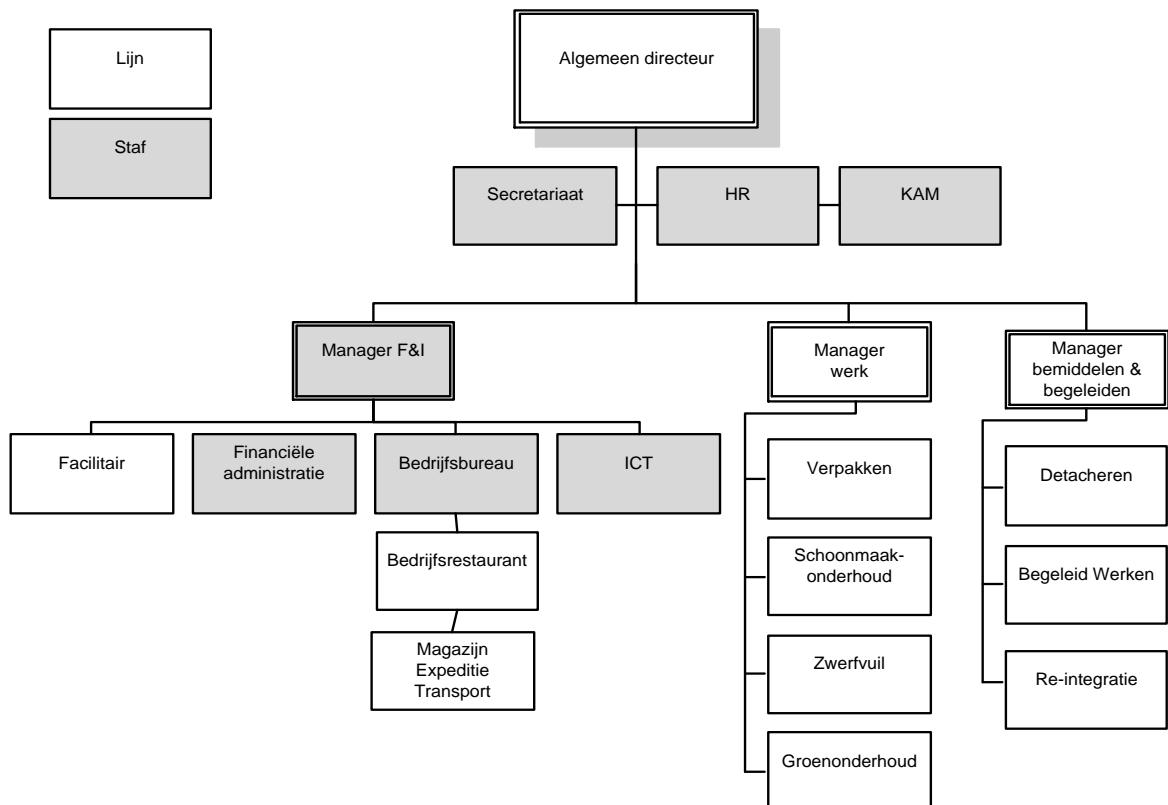 Lijn
Staf
Algemeen directeur
Secretariaat
HR
KAM
Manager F&I
Manager
werk
Manager
bemiddelen &
begeleiden
Facilitair
Financiële
administratie
Bedrijfsbureau
ICT
Bedrijfsrestaurant
Magazijn
Expeditie
Transport
Verpakken
Schoonmaak-
onderhoud
Zwerfvuil
Groenonderhoud
Detacheren
Begeleid Werken
Re-integratie